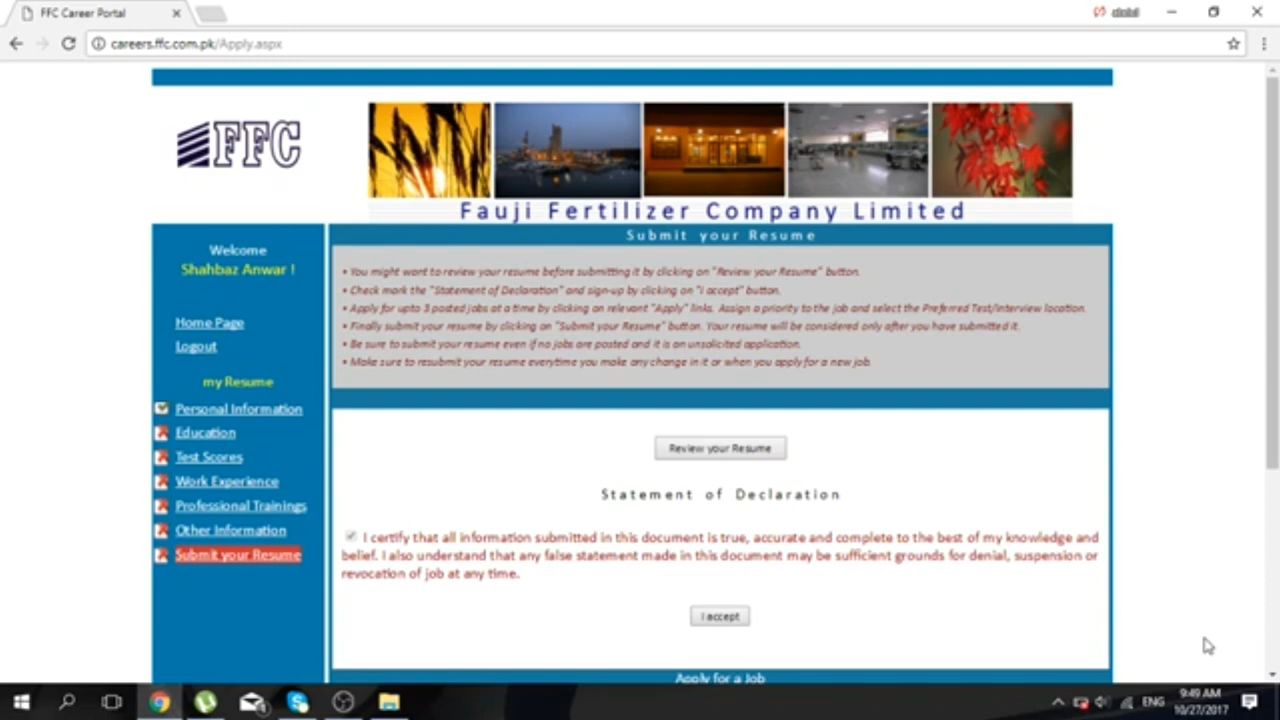 FFC Career Portal
careers.ffc.com.pk/Apply.aspx
FFC
Fauji Fertilizer Company Limited
Welcome
Shahbaz Anwar !
Home Page
Logout
my Resume
Personal Information
Education
Test Scores
Work Experience
Professional Trainings
Other Information
Submit your Resume
Submit your Resume
• You might want to review your resume before submitting it by clicking on "Review your Resume" button.
• Check mark the "Statement of Declaration" and sign-up by clicking on "I accept" button.
• Apply for upto 3 posted jobs at a time by clicking on relevant "Apply" links. Assign a priority to the job and select the Preferred Test/Interview location.
• Finally submit your resume by clicking on "Submit your Resume" button. Your resume will be considered only after you have submitted it.
• Be sure to submit your resume even if no jobs are posted and it is an unsolicited application.
• Make sure to resubmit your resume everytime you make any change in it or when you apply for a new job.
Review your Resume
Statement of Declaration
I certify that all information submitted in this document is true, accurate and complete to the best of my knowledge and
belief. I also understand that any false statement made in this document may be sufficient grounds for denial, suspension or
revocation of job at any time.
I accept
Apply for a Job
ENG
9:49 AM
10/27/2017